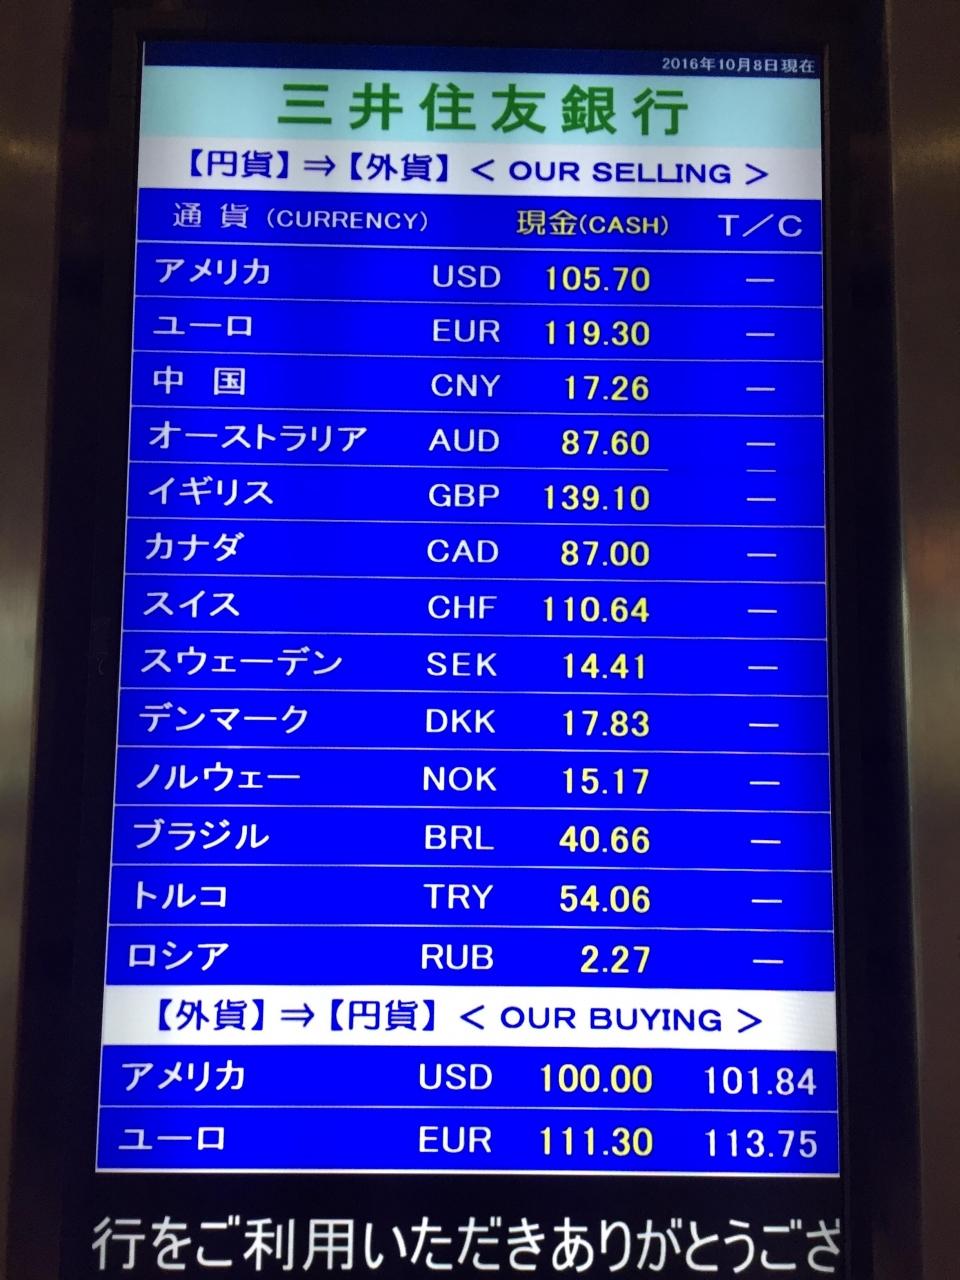 2016年10月8日現在
三井住友銀行
【円貨】⇒【外貨】< OUR SELLING >
通 貨 (CURRENCY) 現金(CASH) T/C
アメリカ USD 105.70 —
ユーロ EUR 119.30 —
中 国 CNY 17.26 —
オーストラリア AUD 87.60 —
イギリス GBP 139.10 —
カナダ CAD 87.00 —
スイス CHF 110.64 —
スウェーデン SEK 14.41 —
デンマーク DKK 17.83 —
ノルウェー NOK 15.17 —
ブラジル BRL 40.66 —
トルコ TRY 54.06 —
ロシア RUB 2.27 —
【外貨】⇒【円貨】< OUR BUYING >
アメリカ USD 100.00 101.84
ユーロ EUR 111.30 113.75
行をご利用いただきありがとうござ